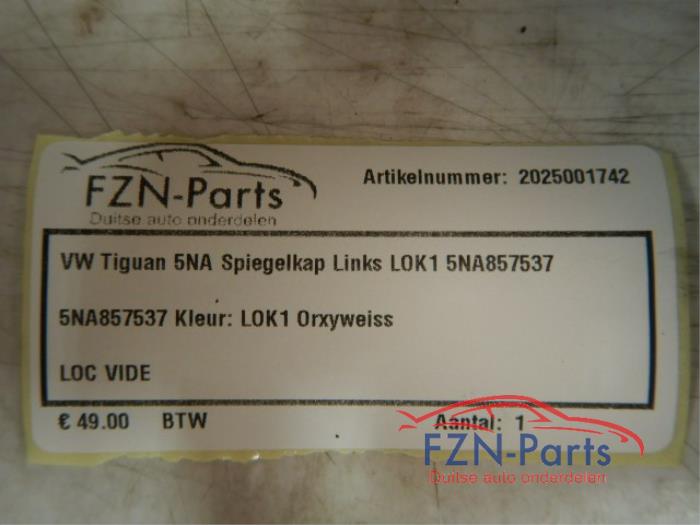 FZN-Parts
Duitse auto onderdelen
Artikelnummer: 2025001742
VW Tiguan 5NA Spiegelkap Links LOK1 5NA857537
5NA857537 Kleur: LOK1 Orxyweiss
LOC VIDE
€ 49.00 BTW Aantal: 1
FZN-Parts
Duitse auto onderdelen